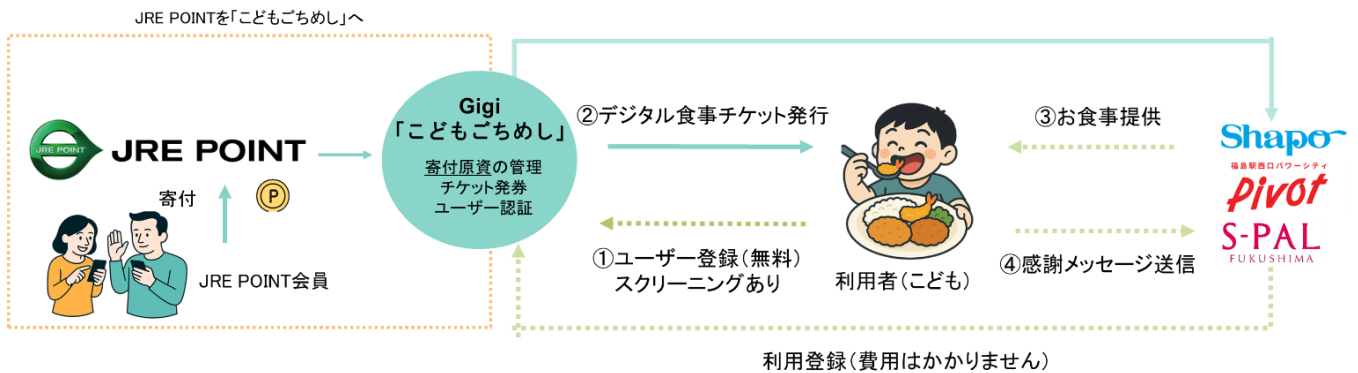 JRE POINTを「こどもごちめし」へ
JRE POINT
JRE POINT
寄付
P
JRE POINT会員
Gigi
「こどもごちめし」
寄付原資の管理
チケット発券
ユーザー認証
②デジタル食事チケット発行
①ユーザー登録(無料)
スクリーニングあり
利用者(こども)
③お食事提供
④感謝メッセージ送信
Shapo
福島駅西口パワーシティ
Pivot
S-PAL
FUKUSHIMA
利用登録(費用はかかりません)